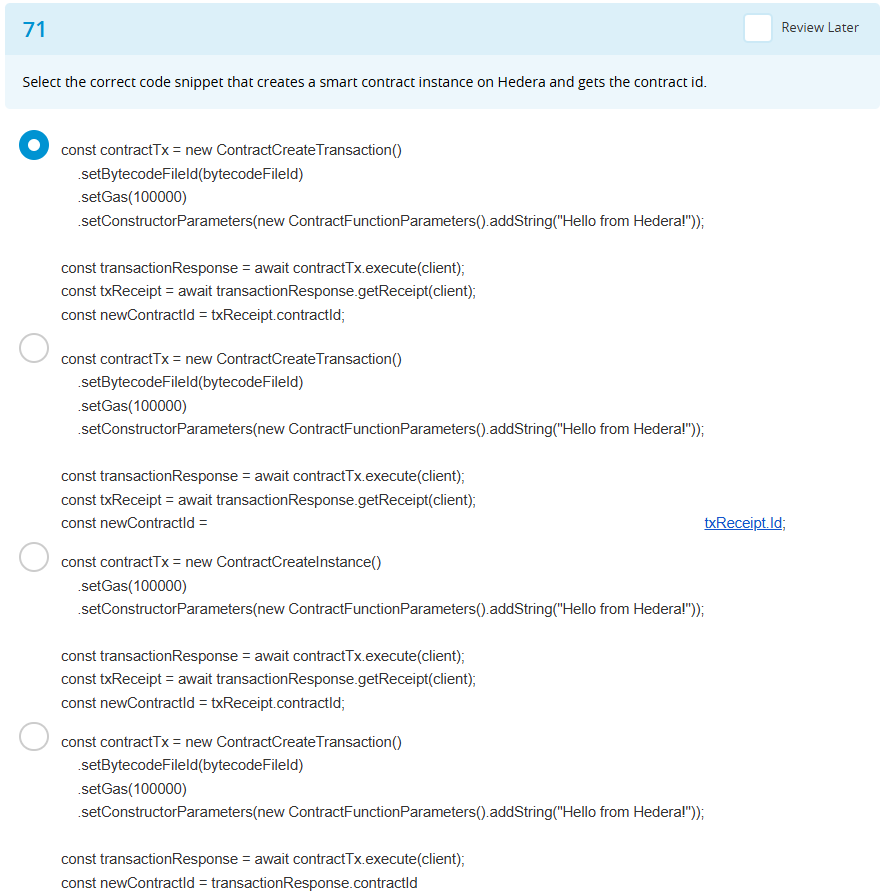 71
Review Later
Select the correct code snippet that creates a smart contract instance on Hedera and gets the contract id.
const contractTx = new ContractCreateTransaction()
.setBytecodeFileId(bytecodeFileId)
.setGas(100000)
.setConstructorParameters(new ContractFunctionParameters().addString("Hello from Hedera!"));
const transactionResponse = await contractTx.execute(client);
const txReceipt = await transactionResponse.getReceipt(client);
const newContractId = txReceipt.contractId;
const contractTx = new ContractCreateTransaction()
.setBytecodeFileId(bytecodeFileId)
.setGas(100000)
.setConstructorParameters(new ContractFunctionParameters().addString("Hello from Hedera!"));
const transactionResponse = await contractTx.execute(client);
const txReceipt = await transactionResponse.getReceipt(client);
const newContractId = txReceipt.Id;
const contractTx = new ContractCreateInstance()
.setGas(100000)
.setConstructorParameters(new ContractFunctionParameters().addString("Hello from Hedera!"));
const transactionResponse = await contractTx.execute(client);
const txReceipt = await transactionResponse.getReceipt(client);
const newContractId = txReceipt.contractId;
const contractTx = new ContractCreateTransaction()
.setBytecodeFileId(bytecodeFileId)
.setGas(100000)
.setConstructorParameters(new ContractFunctionParameters().addString("Hello from Hedera!"));
const transactionResponse = await contractTx.execute(client);
const newContractId = transactionResponse.contractId